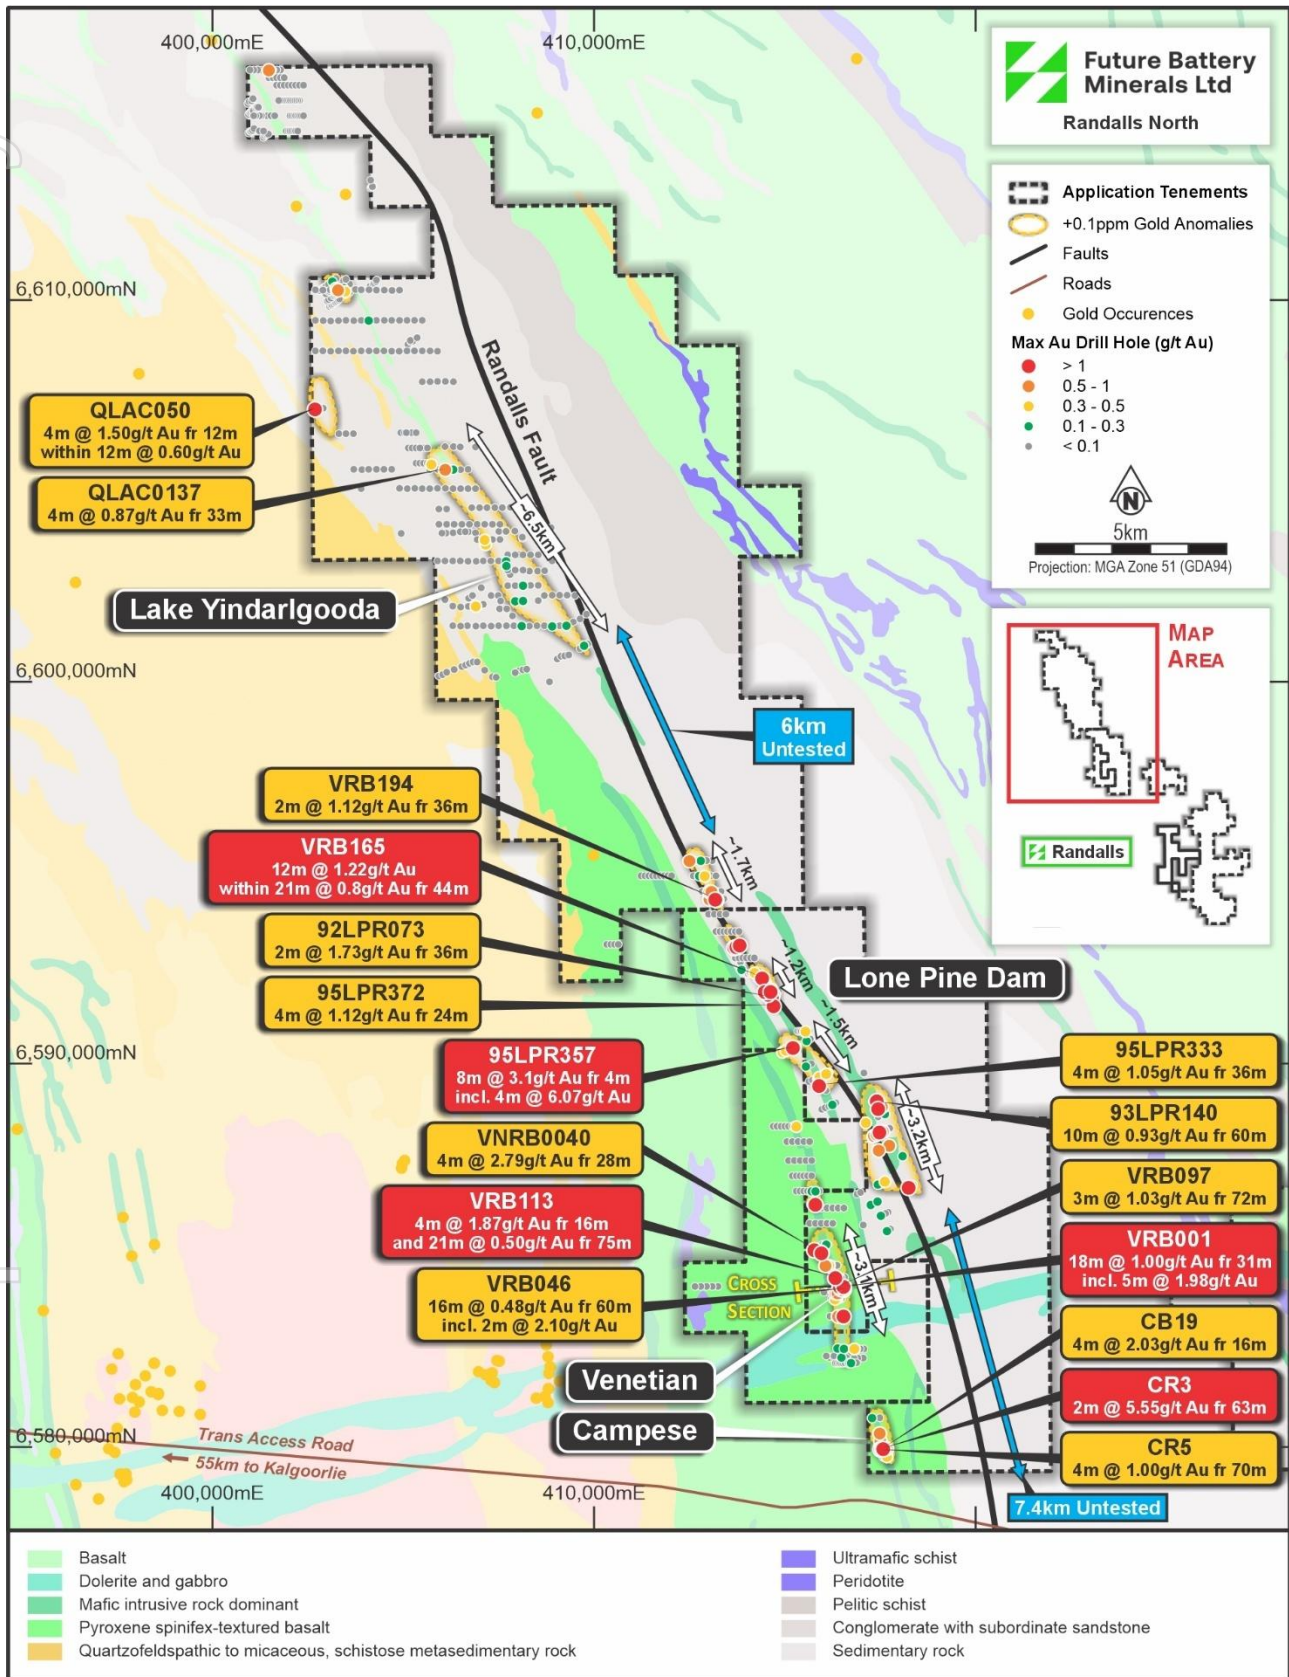 400,000mE
410,000mE
Future Battery
Minerals Ltd
Randalls North
Application Tenements
+0.1ppm Gold Anomalies
Faults
Roads
Gold Occurences
Max Au Drill Hole (g/t Au)
> 1
0.5 - 1
0.3 - 0.5
0.1 - 0.3
< 0.1
N
5km
Projection: MGA Zone 51 (GDA94)
6,610,000mN
Randalls Fault
QLAC050
4m @ 1.50g/t Au fr 12m
within 12m @ 0.60g/t Au
QLAC0137
4m @ 0.87g/t Au fr 33m
~6.5km
Lake Yindarlgooda
MAP
AREA
Randalls
6,600,000mN
6km
Untested
VRB194
2m @ 1.12g/t Au fr 36m
VRB165
12m @ 1.22g/t Au
within 21m @ 0.8g/t Au fr 44m
92LPR073
2m @ 1.73g/t Au fr 36m
95LPR372
4m @ 1.12g/t Au fr 24m
~1.7km
~1.2km
~1.5km
Lone Pine Dam
6,590,000mN
95LPR357
8m @ 3.1g/t Au fr 4m
incl. 4m @ 6.07g/t Au
VNRB0040
4m @ 2.79g/t Au fr 28m
VRB113
4m @ 1.87g/t Au fr 16m
and 21m @ 0.50g/t Au fr 75m
VRB046
16m @ 0.48g/t Au fr 60m
incl. 2m @ 2.10g/t Au
95LPR333
4m @ 1.05g/t Au fr 36m
93LPR140
10m @ 0.93g/t Au fr 60m
VRB097
3m @ 1.03g/t Au fr 72m
VRB001
18m @ 1.00g/t Au fr 31m
incl. 5m @ 1.98g/t Au
CB19
4m @ 2.03g/t Au fr 16m
CR3
2m @ 5.55g/t Au fr 63m
CR5
4m @ 1.00g/t Au fr 70m
~3.2km
~3.1km
CROSS
SECTION
Venetian
Campese
6,580,000mN
Trans Access Road
55km to Kalgoorlie
400,000mE
410,000mE
7.4km Untested
Basalt
Dolerite and gabbro
Mafic intrusive rock dominant
Pyroxene spinifex-textured basalt
Quartzofeldspathic to micaceous, schistose metasedimentary rock
Ultramafic schist
Peridotite
Pelitic schist
Conglomerate with subordinate sandstone
Sedimentary rock